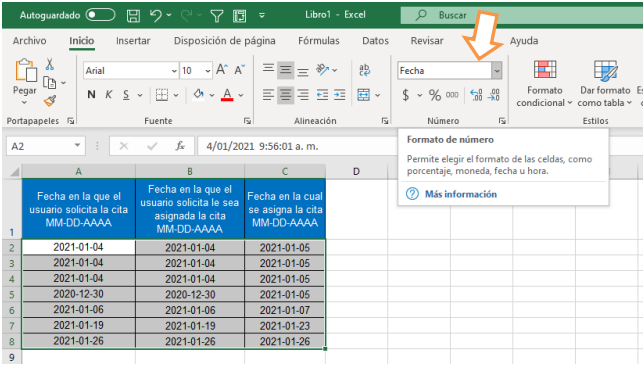 Autoguardado Libro1 - Excel Buscar
Archivo Inicio Insertar Disposición de página Fórmulas Datos Revisar Ayuda
Pegar Arial 10 A A ab Fecha Formato condicional Dar formato como tabla
N K S A $ % 000
Portapapeles Fuente Alineación Número Estilos
A2 fx 4/01/2021 9:56:01 a. m.
Formato de número
Permite elegir el formato de las celdas, como
porcentaje, moneda, fecha u hora.
Más información
A B C D
1 Fecha en la que el usuario solicita la cita MM-DD-AAAA Fecha en la que el usuario solicita le sea asignada la cita MM-DD-AAAA Fecha en la cual se asigna la cita MM-DD-AAAA
2 2021-01-04 2021-01-04 2021-01-05
3 2021-01-04 2021-01-04 2021-01-05
4 2021-01-04 2021-01-04 2021-01-05
5 2020-12-30 2020-12-30 2021-01-05
6 2021-01-06 2021-01-06 2021-01-07
7 2021-01-19 2021-01-19 2021-01-23
8 2021-01-26 2021-01-26 2021-01-26
9